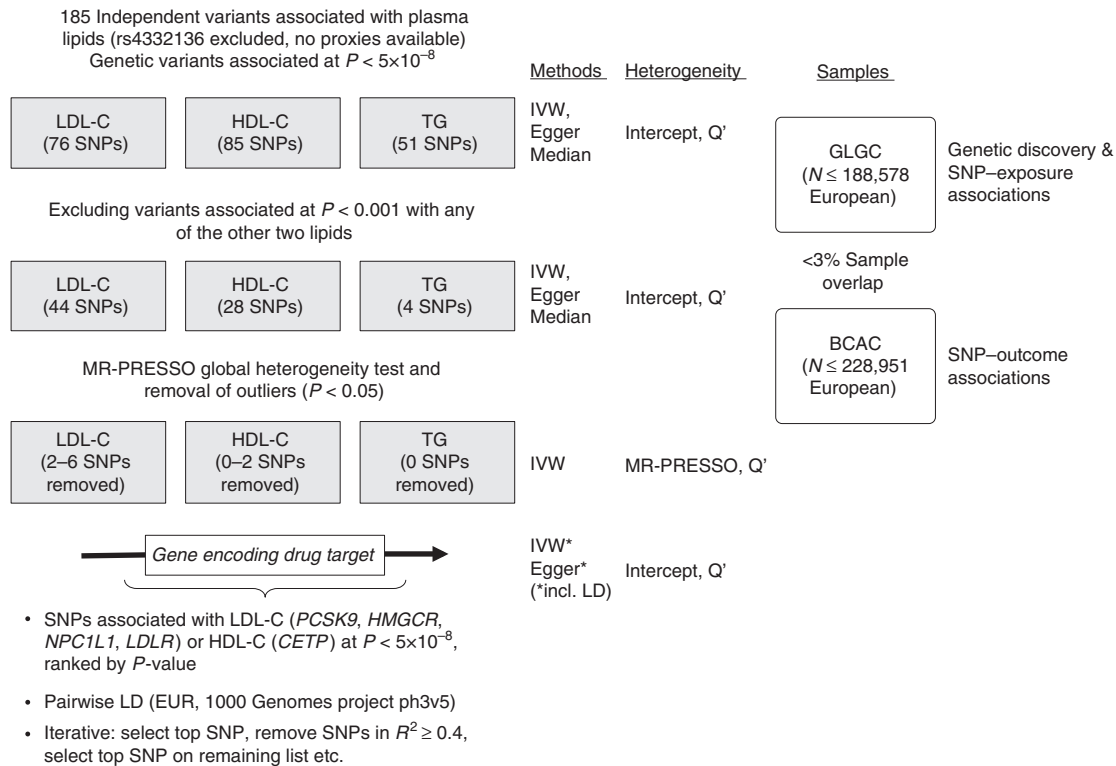 185 Independent variants associated with plasma
lipids (rs4332136 excluded, no proxies available)
Genetic variants associated at P < 5×10⁻⁸
Methods
Heterogeneity
Samples
LDL-C
(76 SNPs)
HDL-C
(85 SNPs)
TG
(51 SNPs)
IVW,
Egger
Median
Intercept, Q'
GLGC
(N ≤ 188,578
European)
Genetic discovery &
SNP–exposure
associations
Excluding variants associated at P < 0.001 with any
of the other two lipids
<3% Sample
overlap
LDL-C
(44 SNPs)
HDL-C
(28 SNPs)
TG
(4 SNPs)
IVW,
Egger
Median
Intercept, Q'
BCAC
(N ≤ 228,951
European)
SNP–outcome
associations
MR-PRESSO global heterogeneity test and
removal of outliers (P < 0.05)
LDL-C
(2–6 SNPs
removed)
HDL-C
(0–2 SNPs
removed)
TG
(0 SNPs
removed)
IVW
MR-PRESSO, Q'
Gene encoding drug target
IVW*
Egger*
(*incl. LD)
Intercept, Q'
• SNPs associated with LDL-C (PCSK9, HMGCR,
NPC1L1, LDLR) or HDL-C (CETP) at P < 5×10⁻⁸,
ranked by P-value
• Pairwise LD (EUR, 1000 Genomes project ph3v5)
• Iterative: select top SNP, remove SNPs in R² ≥ 0.4,
select top SNP on remaining list etc.